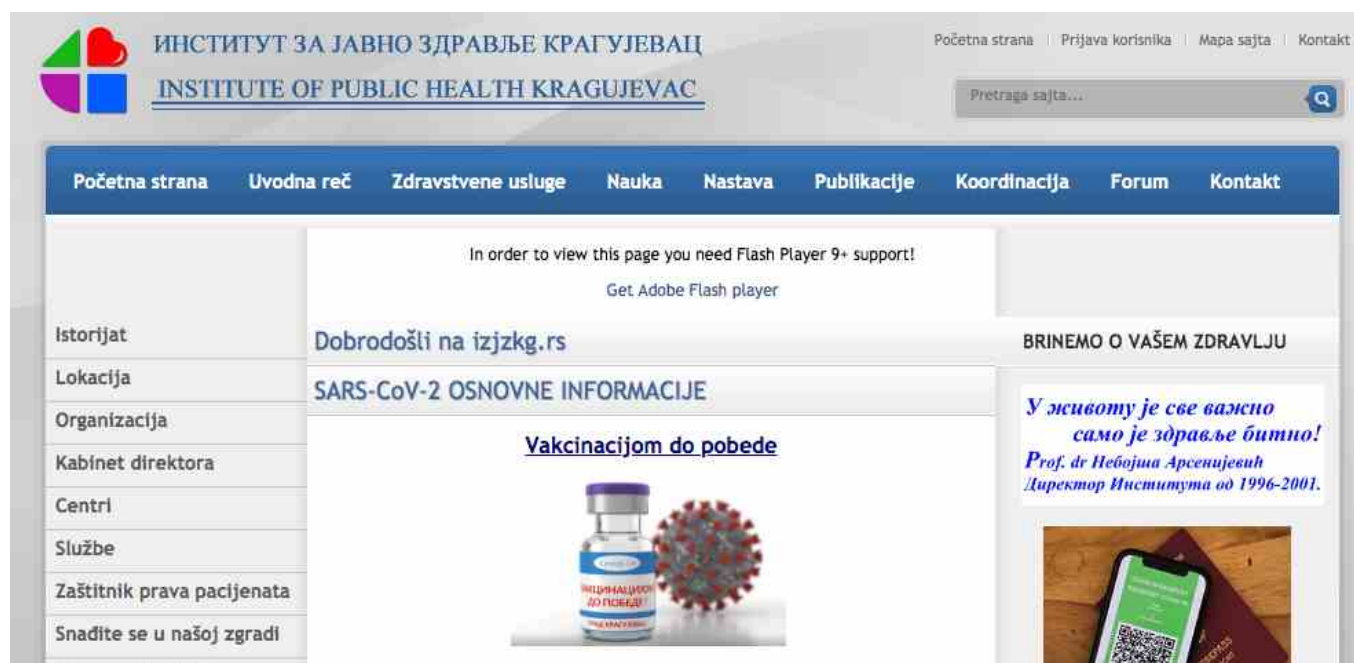 ИНСТИТУТ ЗА ЈАВНО ЗДРАВЉЕ КРАГУЈЕВАЦ
INSTITUTE OF PUBLIC HEALTH KRAGUJEVAC
Početna strana | Prijava korisnika | Mapa sajta | Kontakt
Pretraga sajta...
Početna strana Uvodna reč Zdravstvene usluge Nauka Nastava Publikacije Koordinacija Forum Kontakt
Istorijat
Lokacija
Organizacija
Kabinet direktora
Centri
Službe
Zaštitnik prava pacijenata
Snađite se u našoj zgradi
In order to view this page you need Flash Player 9+ support!
Get Adobe Flash player
Dobrodošli na izjzkg.rs
SARS-CoV-2 OSNOVNE INFORMACIJE
Vakcinacijom do pobede
ВАКЦИНАЦИЈОМ
ДО ПОБЕДЕ!
BRINEMO O VAŠEM ZDRAVLJU
У животу је све важно
само је здравље битно!
Prof. dr Небојша Арсенијевић
Директор Института од 1996-2001.